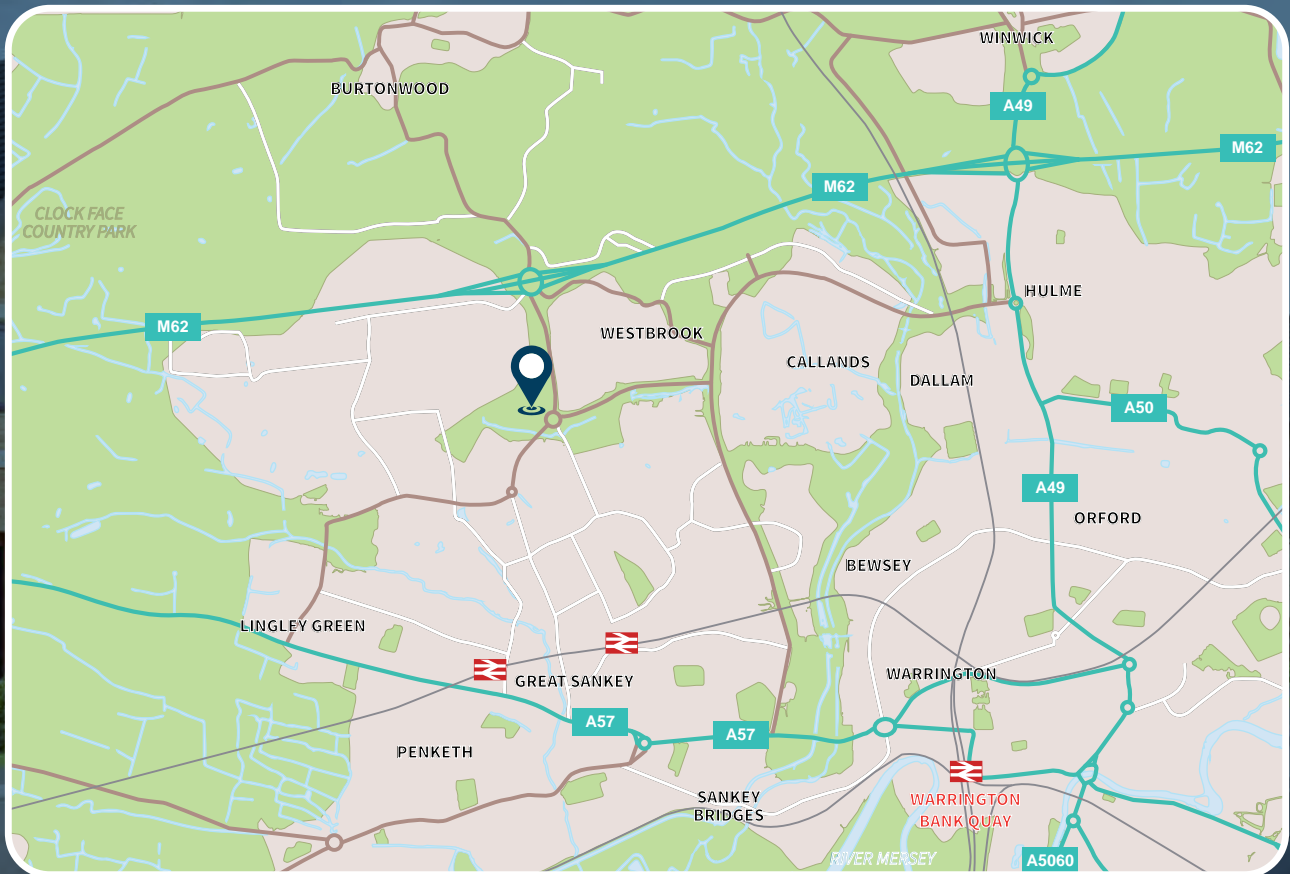 WINWICK
BURTONWOOD
A49
M62
M62
CLOCK FACE
COUNTRY PARK
HULME
M62
WESTBROOK
CALLANDS
DALLAM
A50
A49
ORFORD
BEWSEY
LINGLEY GREEN
WARRINGTON
GREAT SANKEY
A57
A57
PENKETH
SANKEY
BRIDGES
WARRINGTON
BANK QUAY
RIVER MERSEY
A5060